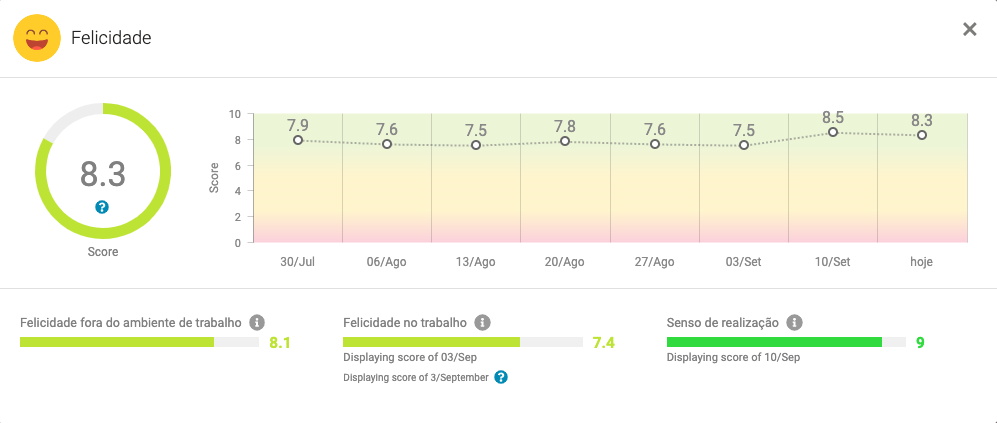 Felicidade
×
8.3
?
Score
Score
10
8
6
4
2
0
7.9
7.6
7.5
7.8
7.6
7.5
8.5
8.3
30/Jul
06/Ago
13/Ago
20/Ago
27/Ago
03/Set
10/Set
hoje
Felicidade fora do ambiente de trabalho i
8.1
Felicidade no trabalho i
7.4
Displaying score of 03/Sep
Displaying score of 3/September ?
Senso de realização i
9
Displaying score of 10/Sep